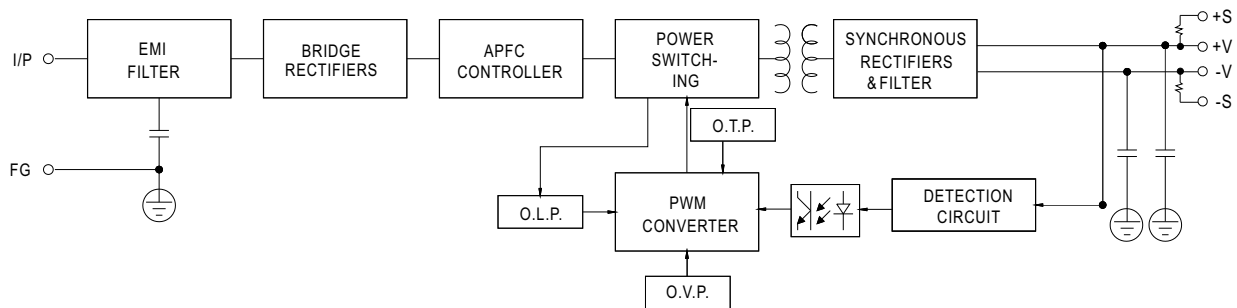 I/P
EMI
FILTER
BRIDGE
RECTIFIERS
APFC
CONTROLLER
POWER
SWITCH-
ING
SYNCHRONOUS
RECTIFIERS
&FILTER
+S
+V
-V
-S
FG
O.T.P.
O.L.P.
PWM
CONVERTER
DETECTION
CIRCUIT
O.V.P.